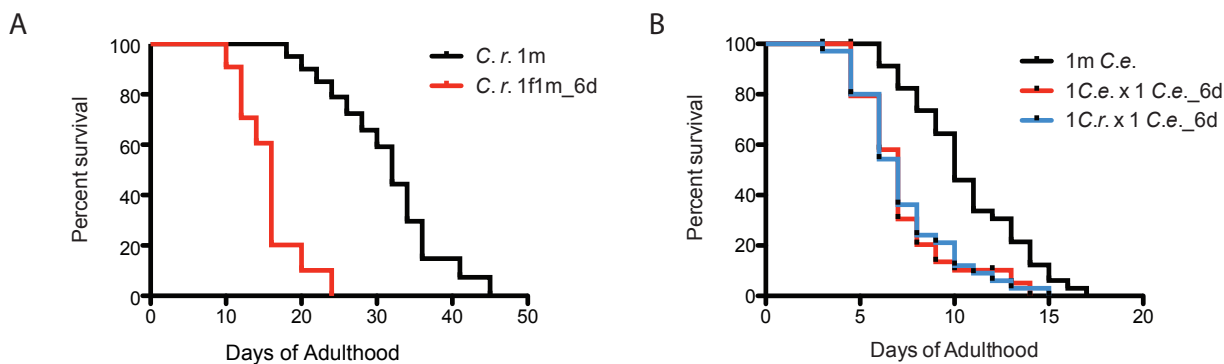 A
Percent survival
100
80
60
40
20
0
0 10 20 30 40 50
Days of Adulthood
C. r. 1m
C. r. 1f1m_6d
B
Percent survival
100
80
60
40
20
0
0 5 10 15 20
Days of Adulthood
1m C.e.
1C.e. x 1 C.e._6d
1C.r. x 1 C.e._6d